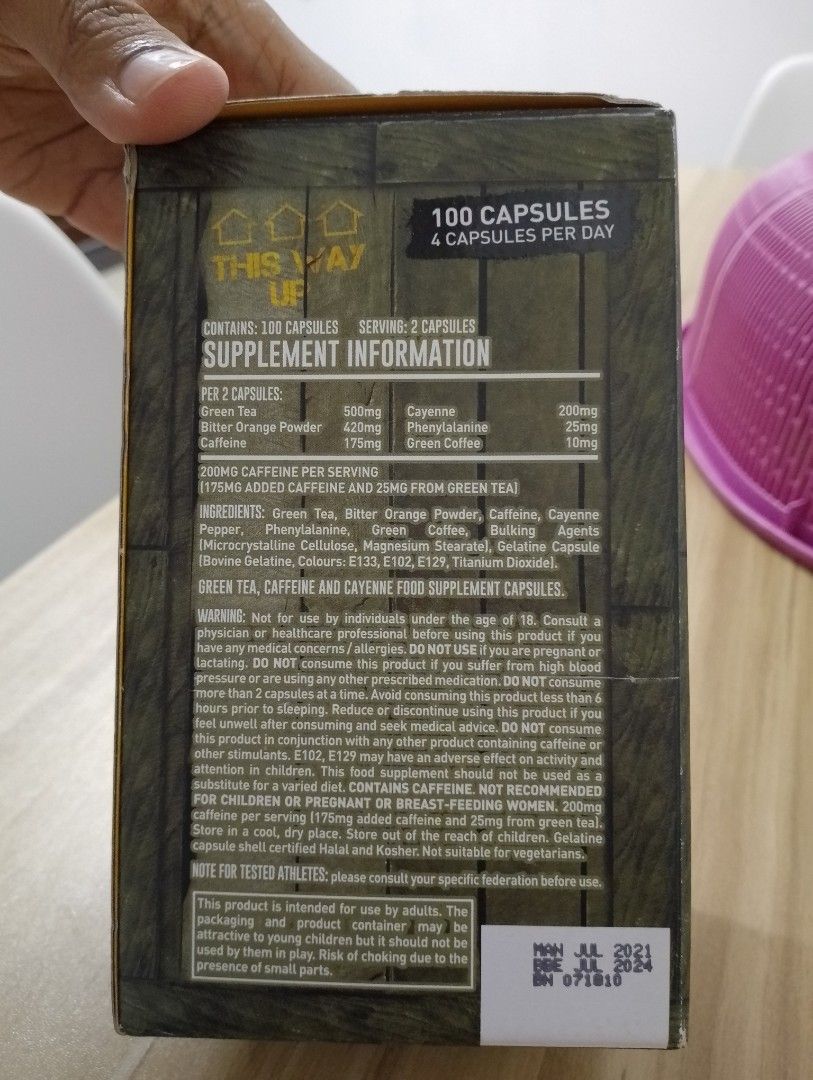 100 CAPSULES
4 CAPSULES PER DAY
THIS WAY
UP
CONTAINS: 100 CAPSULES SERVING: 2 CAPSULES
SUPPLEMENT INFORMATION
PER 2 CAPSULES:
Green Tea 500mg Cayenne 200mg
Bitter Orange Powder 420mg Phenylalanine 25mg
Caffeine 175mg Green Coffee 10mg
200MG CAFFEINE PER SERVING
(175MG ADDED CAFFEINE AND 25MG FROM GREEN TEA)
INGREDIENTS: Green Tea, Bitter Orange Powder, Caffeine, Cayenne
Pepper, Phenylalanine, Green Coffee, Bulking Agents
(Microcrystalline Cellulose, Magnesium Stearate), Gelatine Capsule
(Bovine Gelatine, Colours: E133, E102, E129, Titanium Dioxide).
GREEN TEA, CAFFEINE AND CAYENNE FOOD SUPPLEMENT CAPSULES.
WARNING: Not for use by individuals under the age of 18. Consult a
physician or healthcare professional before using this product if you
have any medical concerns / allergies. DO NOT USE if you are pregnant or
lactating. DO NOT consume this product if you suffer from high blood
pressure or are using any other prescribed medication. DO NOT consume
more than 2 capsules at a time. Avoid consuming this product less than 6
hours prior to sleeping. Reduce or discontinue using this product if you
feel unwell after consuming and seek medical advice. DO NOT consume
this product in conjunction with any other product containing caffeine or
other stimulants. E102, E129 may have an adverse effect on activity and
attention in children. This food supplement should not be used as a
substitute for a varied diet. CONTAINS CAFFEINE. NOT RECOMMENDED
FOR CHILDREN OR PREGNANT OR BREAST-FEEDING WOMEN. 200mg
caffeine per serving (175mg added caffeine and 25mg from green tea).
Store in a cool, dry place. Store out of the reach of children. Gelatine
capsule shell certified Halal and Kosher. Not suitable for vegetarians.
NOTE FOR TESTED ATHLETES: please consult your specific federation before use.
This product is intended for use by adults. The
packaging and product container may be
attractive to young children but it should not be
used by them in play. Risk of choking due to the
presence of small parts.
MAN JUL 2021
BBE JUL 2024
BN 071010